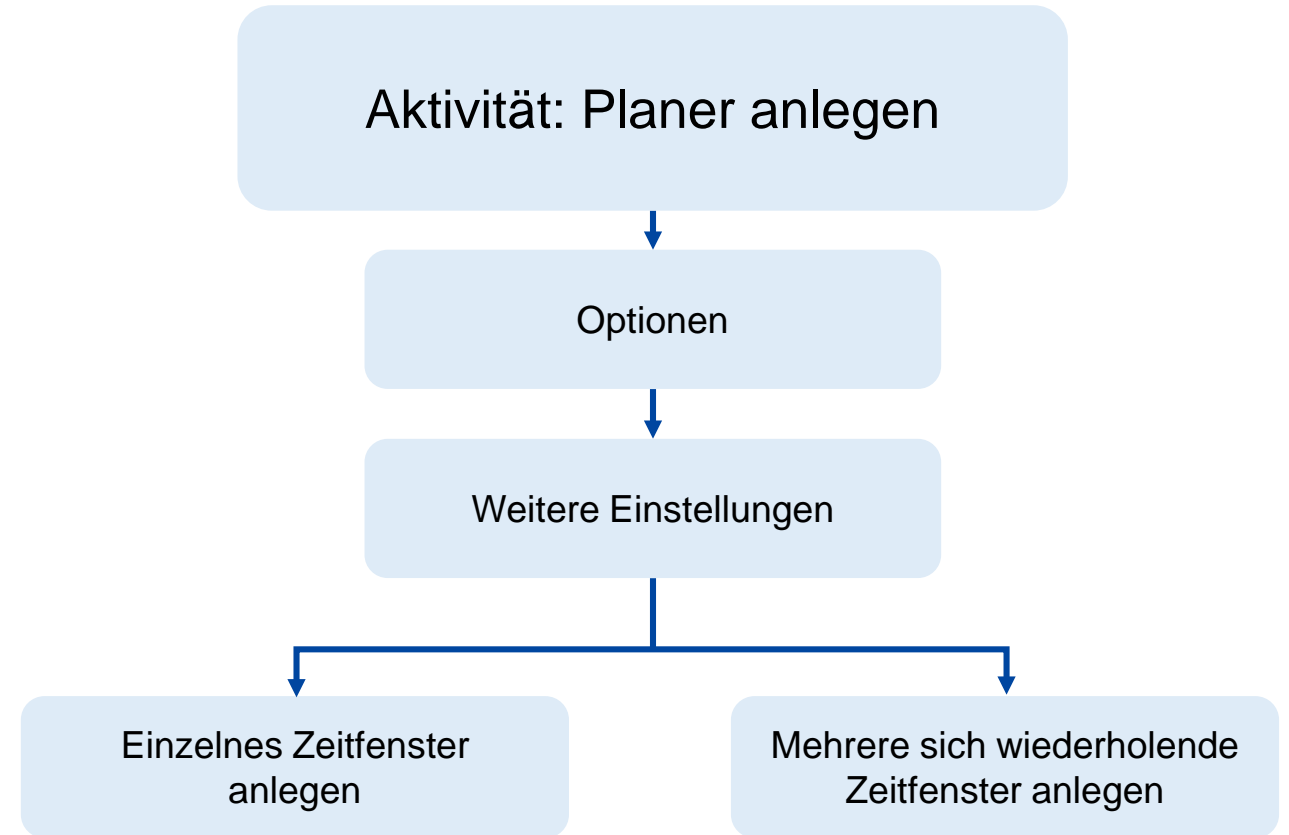 Aktivität: Planer anlegen
Optionen
Weitere Einstellungen
Einzelnes Zeitfenster
anlegen
Mehrere sich wiederholende
Zeitfenster anlegen